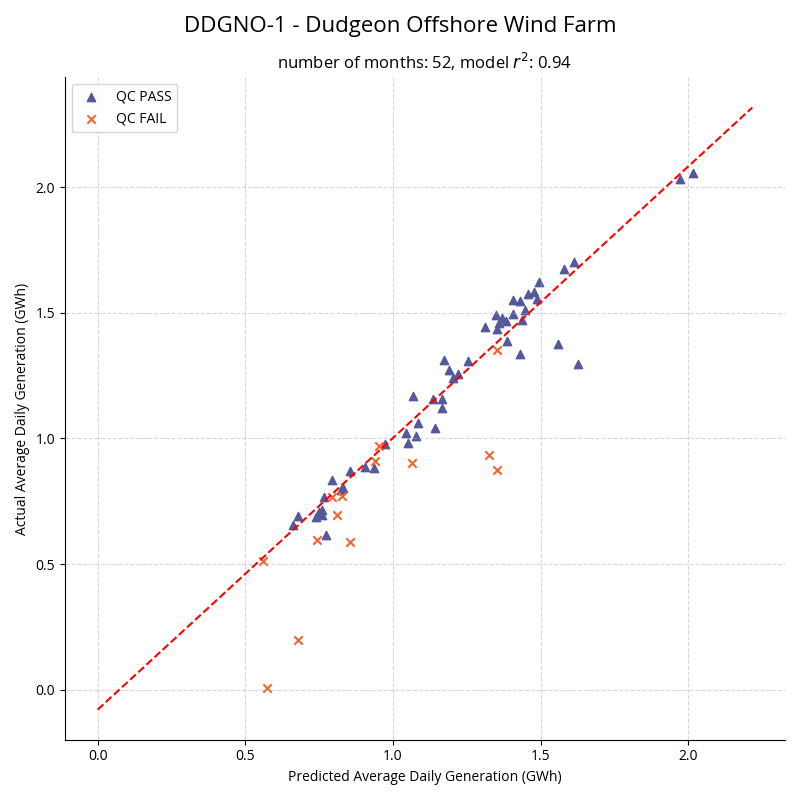 DDGNO-1 - Dudgeon Offshore Wind Farm
number of months: 52, model r²: 0.94
QC PASS
QC FAIL
2.0
1.5
1.0
0.5
0.0
Actual Average Daily Generation (GWh)
0.0 0.5 1.0 1.5 2.0
Predicted Average Daily Generation (GWh)